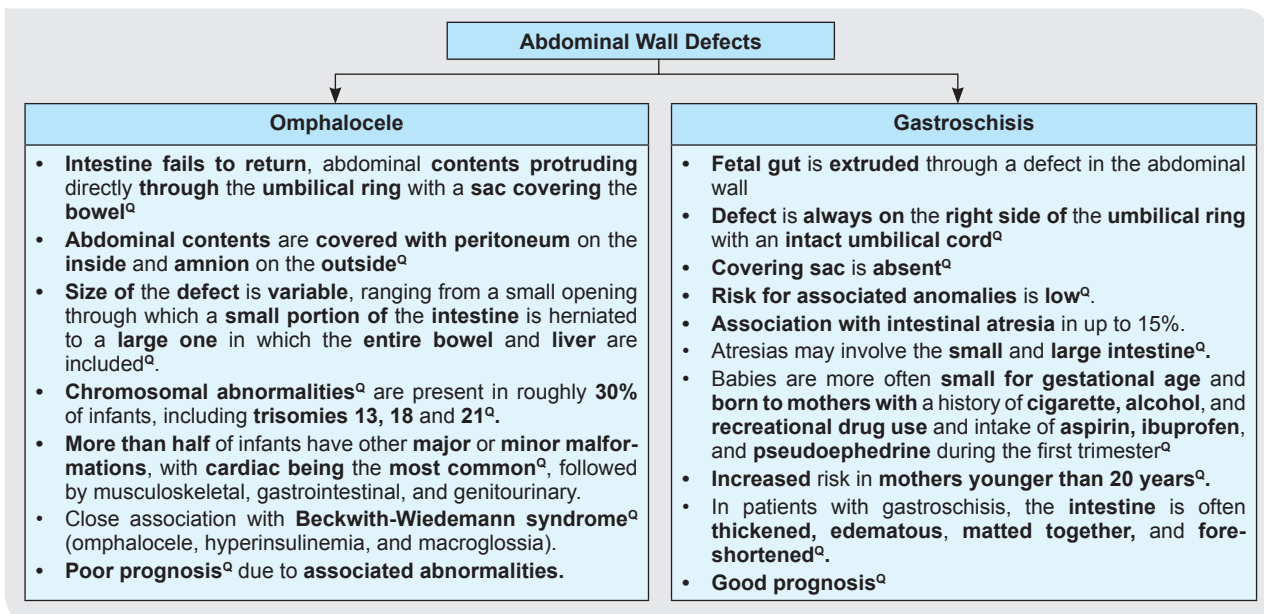 Abdominal Wall Defects
Omphalocele
• Intestine fails to return, abdominal contents protruding
directly through the umbilical ring with a sac covering the
bowelQ
• Abdominal contents are covered with peritoneum on the
inside and amnion on the outsideQ
• Size of the defect is variable, ranging from a small opening
through which a small portion of the intestine is herniated
to a large one in which the entire bowel and liver are
includedQ.
• Chromosomal abnormalitiesQ are present in roughly 30%
of infants, including trisomies 13, 18 and 21Q.
• More than half of infants have other major or minor malfor-
mations, with cardiac being the most commonQ, followed
by musculoskeletal, gastrointestinal, and genitourinary.
• Close association with Beckwith-Wiedemann syndromeQ
(omphalocele, hyperinsulinemia, and macroglossia).
• Poor prognosisQ due to associated abnormalities.
Gastroschisis
• Fetal gut is extruded through a defect in the abdominal
wall
• Defect is always on the right side of the umbilical ring
with an intact umbilical cordQ
• Covering sac is absentQ
• Risk for associated anomalies is lowQ.
• Association with intestinal atresia in up to 15%.
• Atresias may involve the small and large intestineQ.
• Babies are more often small for gestational age and
born to mothers with a history of cigarette, alcohol, and
recreational drug use and intake of aspirin, ibuprofen,
and pseudoephedrine during the first trimesterQ
• Increased risk in mothers younger than 20 yearsQ.
• In patients with gastroschisis, the intestine is often
thickened, edematous, matted together, and fore-
shortenedQ.
• Good prognosisQ